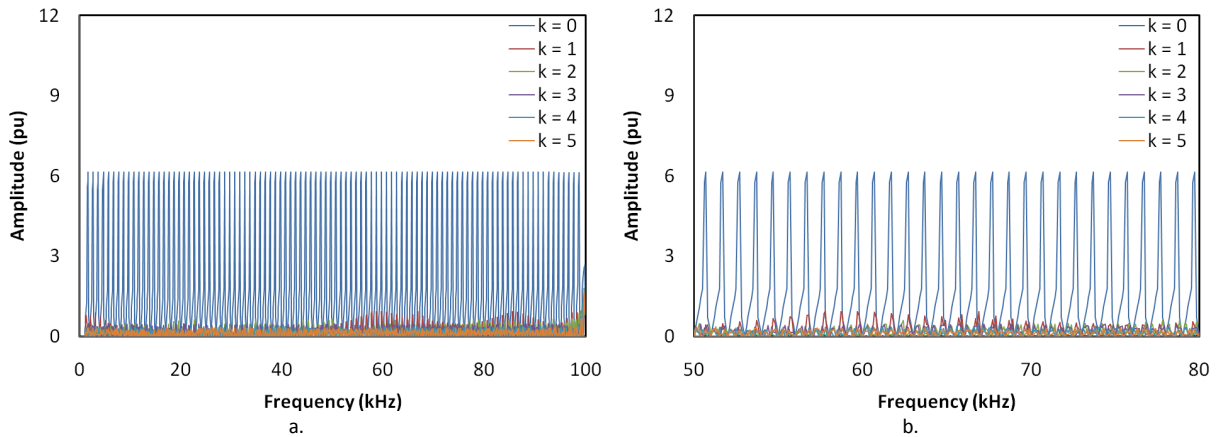 12
9
6
3
0
Amplitude (pu)
k = 0
k = 1
k = 2
k = 3
k = 4
k = 5
0 20 40 60 80 100
Frequency (kHz)
a.
12
9
6
3
0
Amplitude (pu)
k = 0
k = 1
k = 2
k = 3
k = 4
k = 5
50 60 70 80
Frequency (kHz)
b.